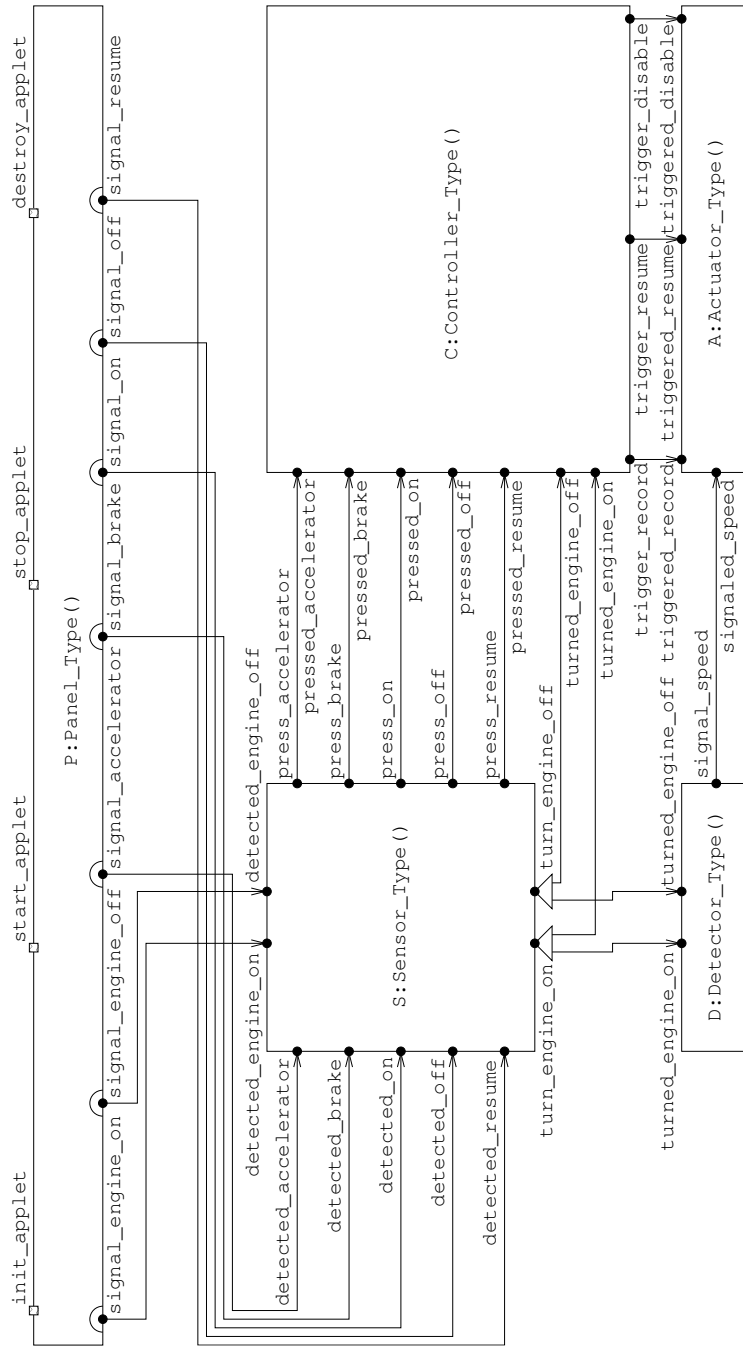 init_applet
start_applet
stop_applet
destroy_applet
P:Panel_Type()
signal_engine_on
signal_engine_off
signal_accelerator
signal_brake
signal_on
signal_off
signal_resume
detected_engine_on
detected_engine_off
detected_accelerator
detected_brake
detected_on
detected_off
detected_resume
S:Sensor_Type()
press_accelerator
pressed_accelerator
press_brake
pressed_brake
press_on
pressed_on
press_off
pressed_off
press_resume
pressed_resume
turn_engine_on
turn_engine_off
turned_engine_off
turned_engine_on
C:Controller_Type()
trigger_record
trigger_resume
trigger_disable
turned_engine_on
turned_engine_off
triggered_record
triggered_resume
triggered_disable
D:Detector_Type()
signal_speed
signaled_speed
A:Actuator_Type()